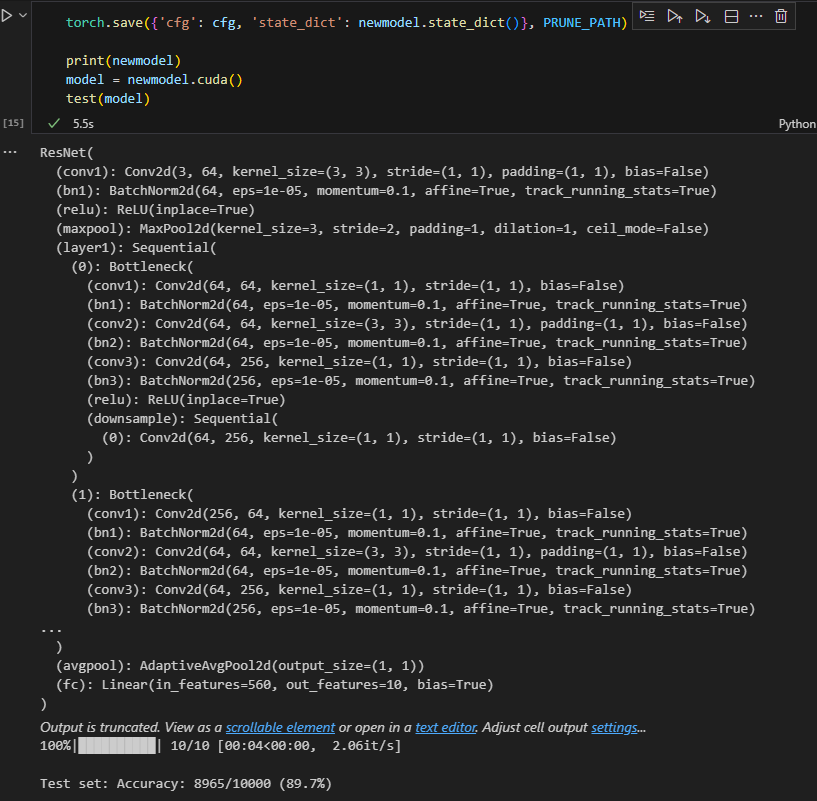 torch.save({'cfg': cfg, 'state_dict': newmodel.state_dict()}, PRUNE_PATH)
print(newmodel)
model = newmodel.cuda()
test(model)
[15]
5.5s
Python
...
ResNet(
  (conv1): Conv2d(3, 64, kernel_size=(3, 3), stride=(1, 1), padding=(1, 1), bias=False)
  (bn1): BatchNorm2d(64, eps=1e-05, momentum=0.1, affine=True, track_running_stats=True)
  (relu): ReLU(inplace=True)
  (maxpool): MaxPool2d(kernel_size=3, stride=2, padding=1, dilation=1, ceil_mode=False)
  (layer1): Sequential(
    (0): Bottleneck(
      (conv1): Conv2d(64, 64, kernel_size=(1, 1), stride=(1, 1), bias=False)
      (bn1): BatchNorm2d(64, eps=1e-05, momentum=0.1, affine=True, track_running_stats=True)
      (conv2): Conv2d(64, 64, kernel_size=(3, 3), stride=(1, 1), padding=(1, 1), bias=False)
      (bn2): BatchNorm2d(64, eps=1e-05, momentum=0.1, affine=True, track_running_stats=True)
      (conv3): Conv2d(64, 256, kernel_size=(1, 1), stride=(1, 1), bias=False)
      (bn3): BatchNorm2d(256, eps=1e-05, momentum=0.1, affine=True, track_running_stats=True)
      (relu): ReLU(inplace=True)
      (downsample): Sequential(
        (0): Conv2d(64, 256, kernel_size=(1, 1), stride=(1, 1), bias=False)
      )
    )
    (1): Bottleneck(
      (conv1): Conv2d(256, 64, kernel_size=(1, 1), stride=(1, 1), bias=False)
      (bn1): BatchNorm2d(64, eps=1e-05, momentum=0.1, affine=True, track_running_stats=True)
      (conv2): Conv2d(64, 64, kernel_size=(3, 3), stride=(1, 1), padding=(1, 1), bias=False)
      (bn2): BatchNorm2d(64, eps=1e-05, momentum=0.1, affine=True, track_running_stats=True)
      (conv3): Conv2d(64, 256, kernel_size=(1, 1), stride=(1, 1), bias=False)
      (bn3): BatchNorm2d(256, eps=1e-05, momentum=0.1, affine=True, track_running_stats=True)
...
  )
  (avgpool): AdaptiveAvgPool2d(output_size=(1, 1))
  (fc): Linear(in_features=560, out_features=10, bias=True)
)
Output is truncated. View as a scrollable element or open in a text editor. Adjust cell output settings...
100%|██████████| 10/10 [00:04<00:00,  2.06it/s]
Test set: Accuracy: 8965/10000 (89.7%)